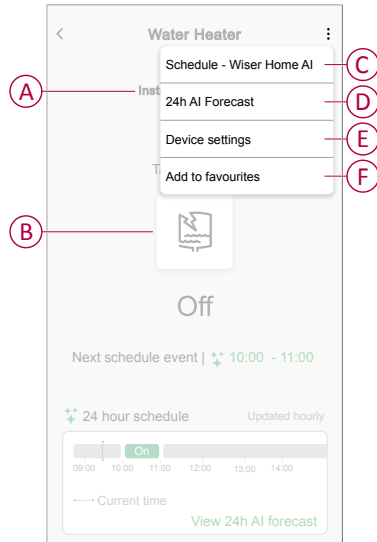 Water Heater
Schedule - Wiser Home AI
C
A
Inst
24h AI Forecast
D
Device settings
E
Ta
Add to favourites
F
B
Off
Next schedule event | 10:00 - 11:00
24 hour schedule Updated hourly
On
09:00 10:00 11:00 12:00 13:00 14:00
Current time
View 24h AI forecast